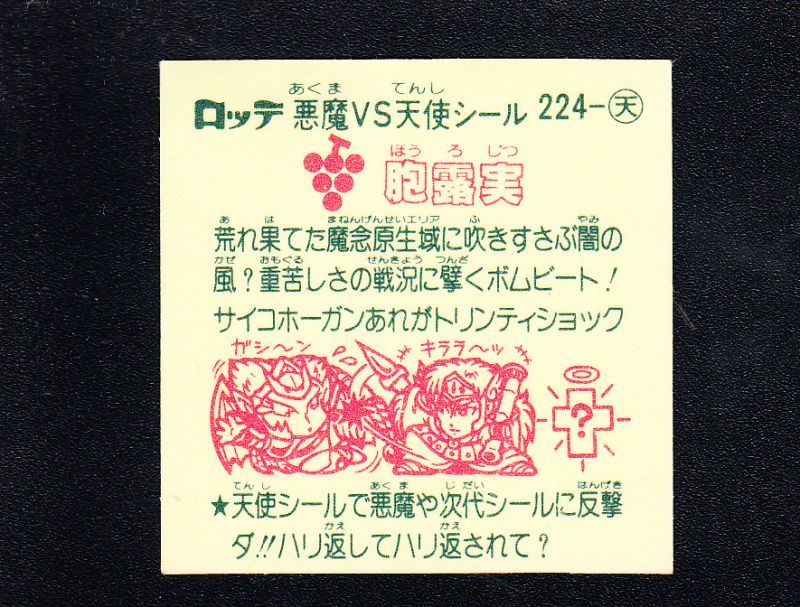 ロッテ 悪魔VS天使シール 224-天
あくま てんし
胞露実
ほうろじつ
荒れ果てた魔念原生域に吹きすさぶ闇の
あ は まねんげんせいエリア ふ やみ
風?重苦しさの戦況に擘くボムビート!
かぜ おもぐる せんきょう つんざ
サイコホーガンあれがトリンティショック
ガシ〜ン キララ〜ッ
?
★天使シールで悪魔や次代シールに反撃
てんし あくま じだい はんげき
ダ!!ハリ返してハリ返されて?
かえ かえ